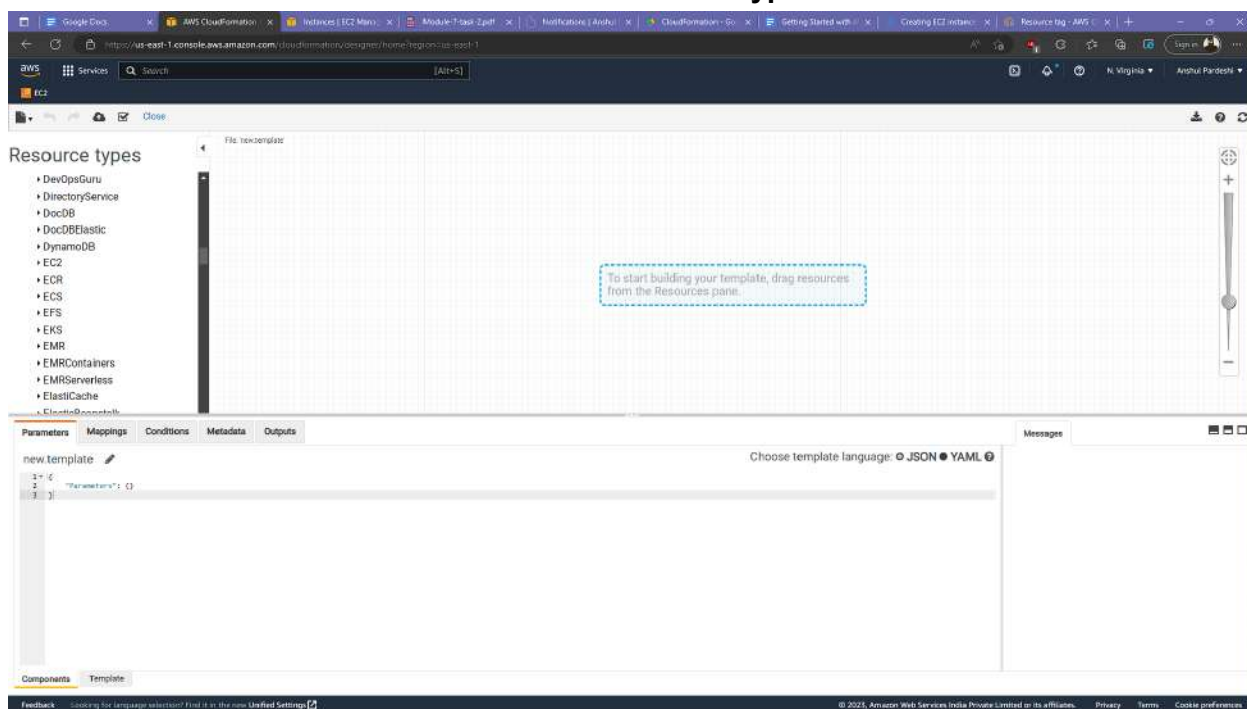 Google Docs
AWS CloudFormation
Instances | EC2 Mana
Module-7-task-2.pdf
Notifications | Anshul
CloudFormation - Go
Getting Started with
Creating EC2 instanc
Resource tag - AWS
https://us-east-1.console.aws.amazon.com/cloudformation/designer/home?region=us-east-1
Sign in
aws
Services
Search
[Alt+S]
N. Virginia
Anshul Pardeshi
EC2
Close
Resource types
File: new.template
DevOpsGuru
DirectoryService
DocDB
DocDBElastic
DynamoDB
EC2
ECR
ECS
EFS
EKS
EMR
EMRContainers
EMRServerless
ElastiCache
ElasticBeanstalk
To start building your template, drag resources
from the Resources pane.
Parameters Mappings Conditions Metadata Outputs
Messages
new.template
Choose template language: JSON YAML
1 {
2 "Parameters": {}
3 }
Components Template
Feedback Looking for language selection? Find it in the new Unified Settings
© 2023, Amazon Web Services India Private Limited or its affiliates. Privacy Terms Cookie preferences